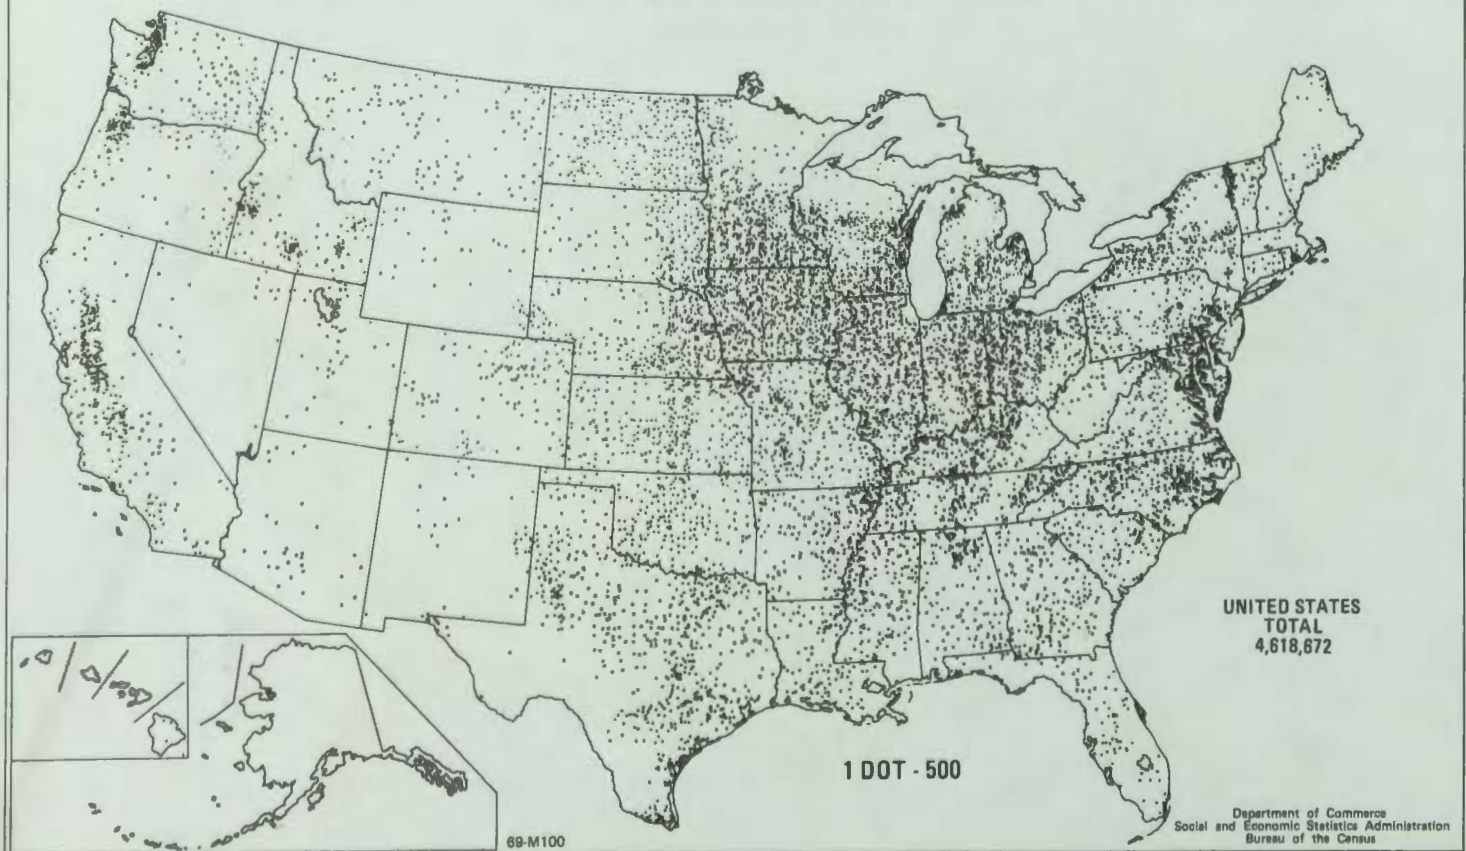 UNITED STATES
TOTAL
4,618,672
1 DOT - 500
69-M100
Department of Commerce
Social and Economic Statistics Administration
Bureau of the Census